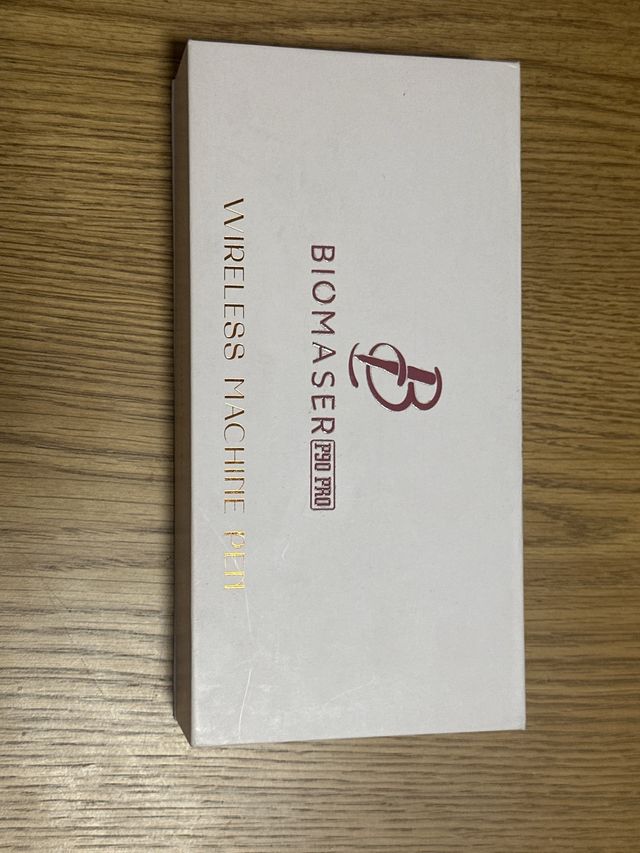 B
BIOMASER P90 PRO
WIRELESS MACHINE PEN